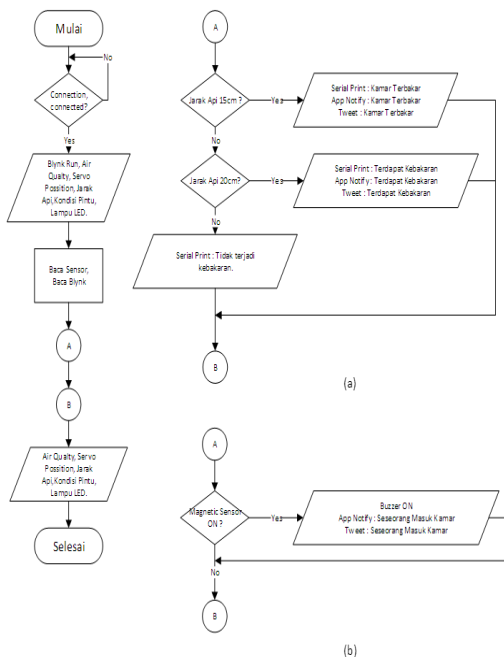 Mulai
No
Connection,
connected?
Yes
Blynk Run, Air
Qualty, Servo
Possition, Jarak
Api,Kondisi Pintu,
Lampu LED.
Baca Sensor,
Baca Blynk
A
B
Air Qualty, Servo
Possition, Jarak
Api,Kondisi Pintu,
Lampu LED.
Selesai
A
Jarak Api 15cm ?
Yes
Serial Print : Kamar Terbakar
App Notify : Kamar Terbakar
Tweet : Kamar Terbakar
No
Jarak Api 20cm?
Yes
Serial Print : Terdapat Kebakaran
App Notify : Terdapat Kebakaran
Tweet : Terdapat Kebakaran
No
Serial Print : Tidak terjadi
kebakaran.
B
(a)
A
Magnetic Sensor
ON ?
Yes
Buzzer ON
App Notify : Seseorang Masuk Kamar
Tweet : Seseorang Masuk Kamar
No
B
(b)